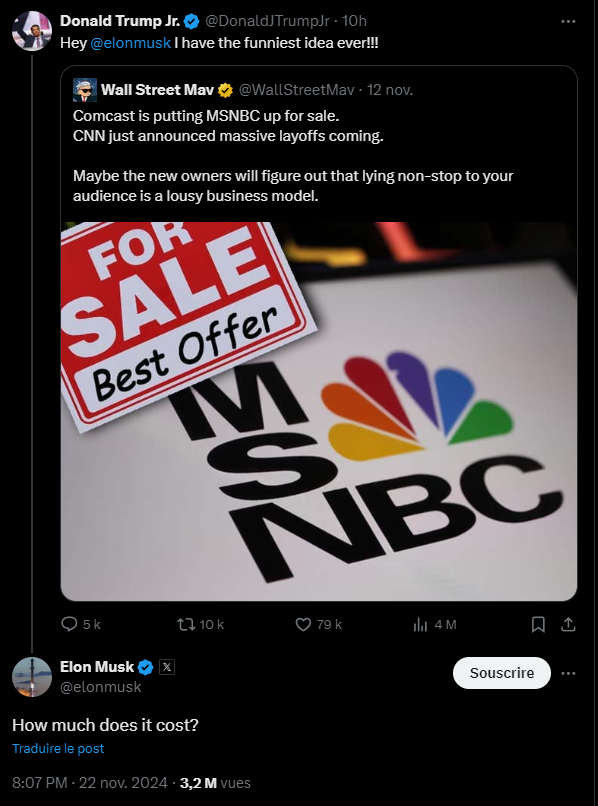 Donald Trump Jr. @DonaldJTrumpJr · 10h
Hey @elonmusk I have the funniest idea ever!!!
Wall Street Mav @WallStreetMav · 12 nov.
Comcast is putting MSNBC up for sale.
CNN just announced massive layoffs coming.
Maybe the new owners will figure out that lying non-stop to your
audience is a lousy business model.
FOR
SALE
Best Offer
M
S
NBC
5 k 10 k 79 k 4 M
Elon Musk
@elonmusk
Souscrire
How much does it cost?
Traduire le post
8:07 PM · 22 nov. 2024 · 3,2 M vues